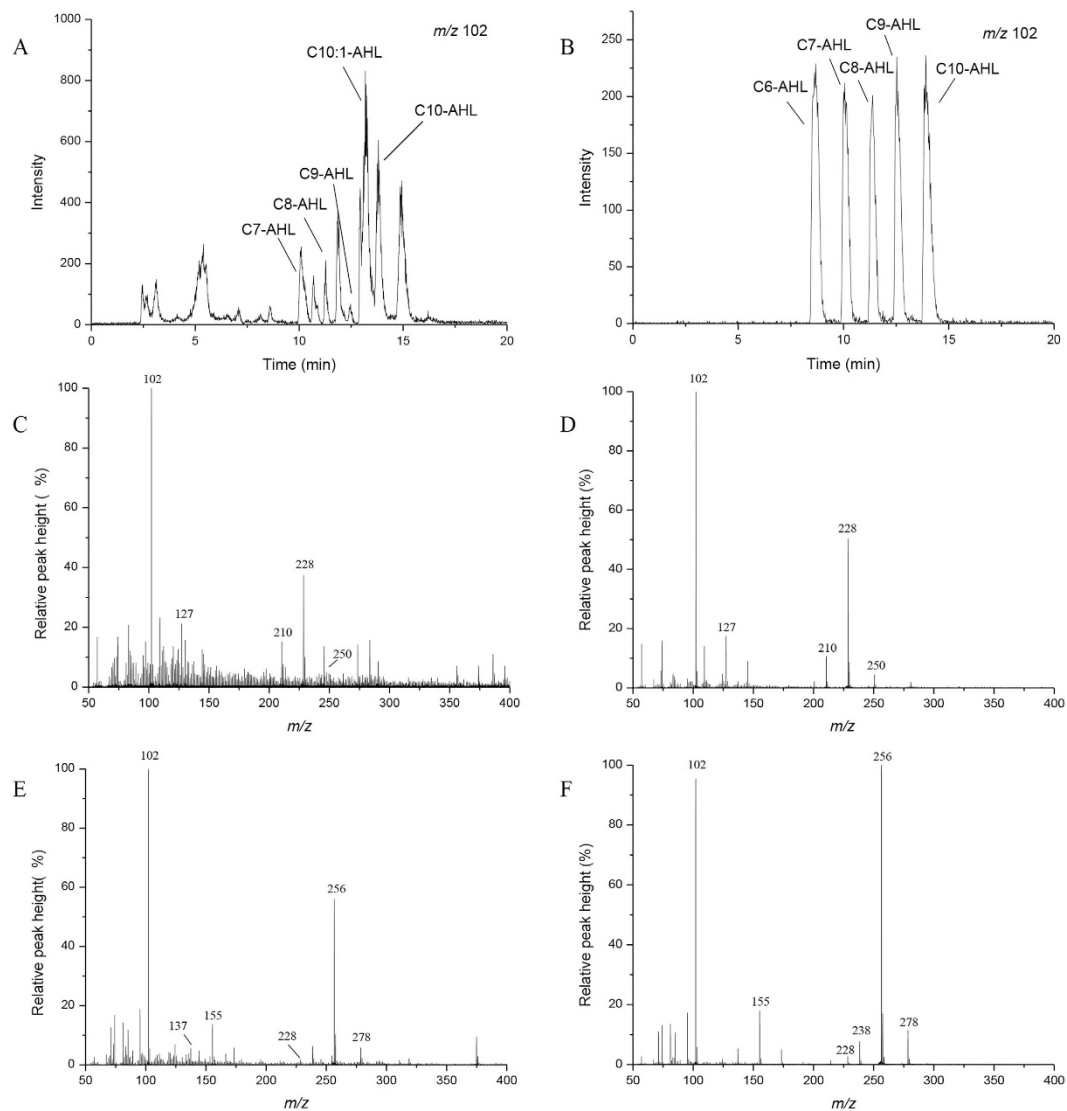 A
m/z 102
1000
800
600
400
200
0
Intensity
C10:1-AHL
C10-AHL
C9-AHL
C8-AHL
C7-AHL
0 5 10 15 20
Time (min)
B
m/z 102
250
200
150
100
50
0
Intensity
C9-AHL
C7-AHL
C8-AHL
C6-AHL
C10-AHL
0 5 10 15 20
Time (min)
C
100
80
60
40
20
0
Relative peak height ( %)
102
228
127
210
250
50 100 150 200 250 300 350 400
m/z
D
100
80
60
40
20
0
Relative peak height (%)
102
228
127
210
250
50 100 150 200 250 300 350 400
m/z
E
100
80
60
40
20
0
Relative peak height( %)
102
256
155
137
228
278
50 100 150 200 250 300 350 400
m/z
F
100
80
60
40
20
0
Relative peak height (%)
102
256
155
238
228
278
50 100 150 200 250 300 350 400
m/z